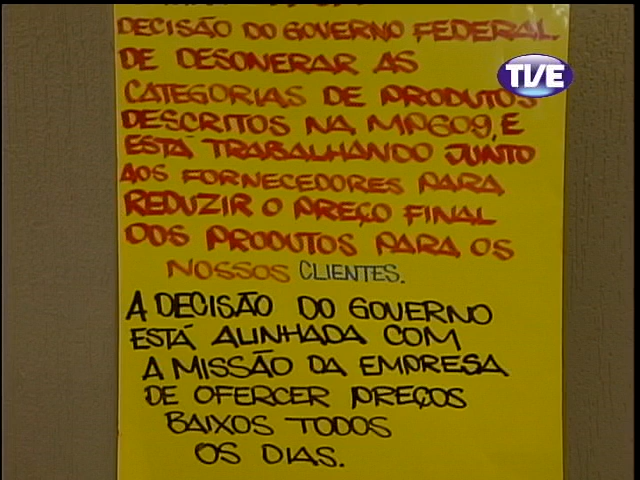 DECISÃO DO GOVERNO FEDERAL
DE DESONERAR AS
CATEGORIAS DE PRODUTOS
DESCRITOS NA MP609, E
ESTÁ TRABALHANDO JUNTO
AOS FORNECEDORES PARA
REDUZIR O PREÇO FINAL
DOS PRODUTOS PARA OS
NOSSOS CLIENTES.
A DECISÃO DO GOVERNO
ESTÁ ALINHADA COM
A MISSÃO DA EMPRESA
DE OFERCER PREÇOS
BAIXOS TODOS
OS DIAS.
TVE